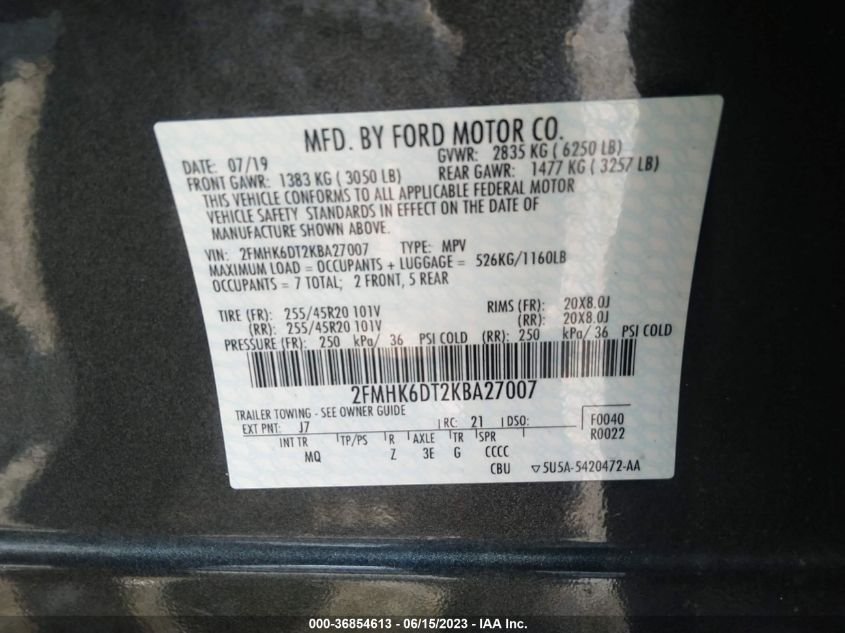 MFD. BY FORD MOTOR CO.
DATE: 07/19 GVWR: 2835 KG ( 6250 LB)
FRONT GAWR: 1383 KG ( 3050 LB) REAR GAWR: 1477 KG ( 3257 LB)
THIS VEHICLE CONFORMS TO ALL APPLICABLE FEDERAL MOTOR
VEHICLE SAFETY STANDARDS IN EFFECT ON THE DATE OF
MANUFACTURE SHOWN ABOVE.
VIN: 2FMHK6DT2KBA27007 TYPE: MPV
MAXIMUM LOAD = OCCUPANTS + LUGGAGE = 526KG/1160LB
OCCUPANTS = 7 TOTAL; 2 FRONT, 5 REAR
TIRE (FR): 255/45R20 101V RIMS (FR): 20X8.0J
(RR): 255/45R20 101V (RR): 20X8.0J
PRESSURE (FR): 250 kPa/ 36 PSI COLD (RR): 250 kPa/ 36 PSI COLD
2FMHK6DT2KBA27007
TRAILER TOWING - SEE OWNER GUIDE
EXT PNT: J7 RC: 21 DSO: F0040
INT TR TP/PS R AXLE TR SPR R0022
MQ Z 3E G CCCC
CBU ▽5U5A-5420472-AA
000-36854613 - 06/15/2023 - IAA Inc.